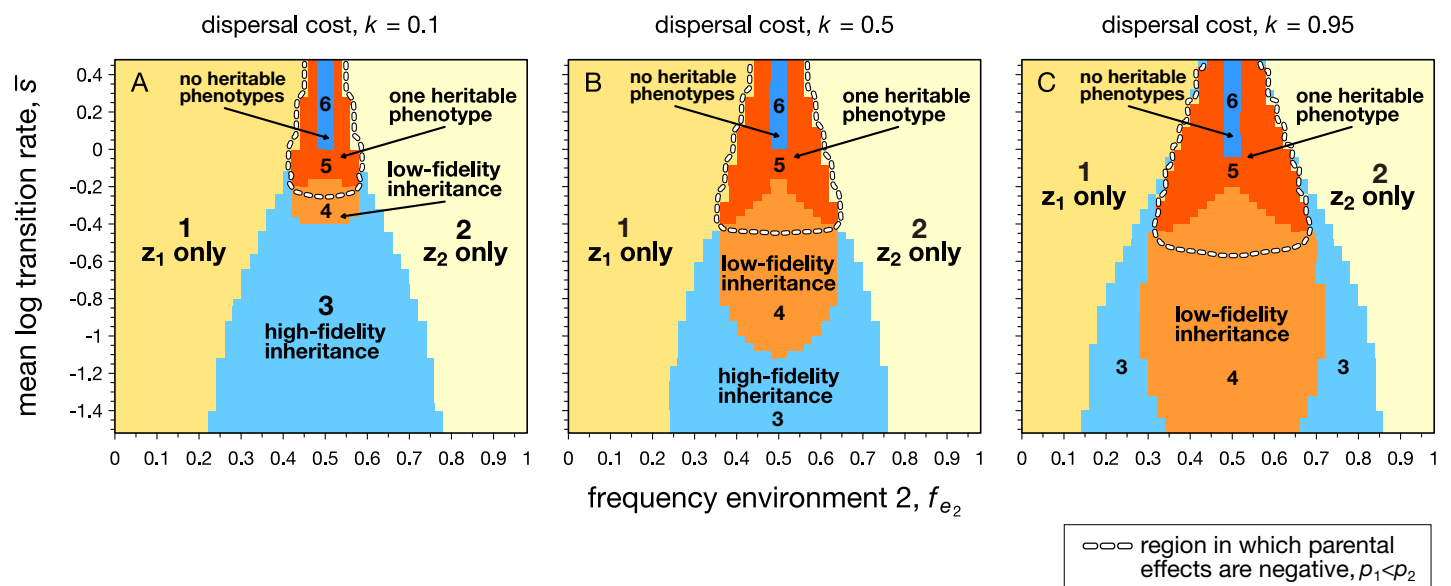 dispersal cost, k = 0.1
dispersal cost, k = 0.5
dispersal cost, k = 0.95
mean log transition rate, s̅
0.4
0.2
0
-0.2
-0.4
-0.6
-0.8
-1
-1.2
-1.4
A
no heritable
phenotypes
6
one heritable
phenotype
5
low-fidelity
inheritance
4
1
z₁ only
2
z₂ only
3
high-fidelity
inheritance
0 0.1 0.2 0.3 0.4 0.5 0.6 0.7 0.8 0.9 1
B
no heritable
phenotypes
6
one heritable
phenotype
5
1
z₁ only
2
z₂ only
low-fidelity
inheritance
4
high-fidelity
inheritance
3
0 0.1 0.2 0.3 0.4 0.5 0.6 0.7 0.8 0.9 1
C
no heritable
phenotypes
6
one heritable
phenotype
5
1
z₁ only
2
z₂ only
low-fidelity
inheritance
3
4
3
0 0.1 0.2 0.3 0.4 0.5 0.6 0.7 0.8 0.9 1
frequency environment 2, f_{e₂}
region in which parental
effects are negative, p₁<p₂